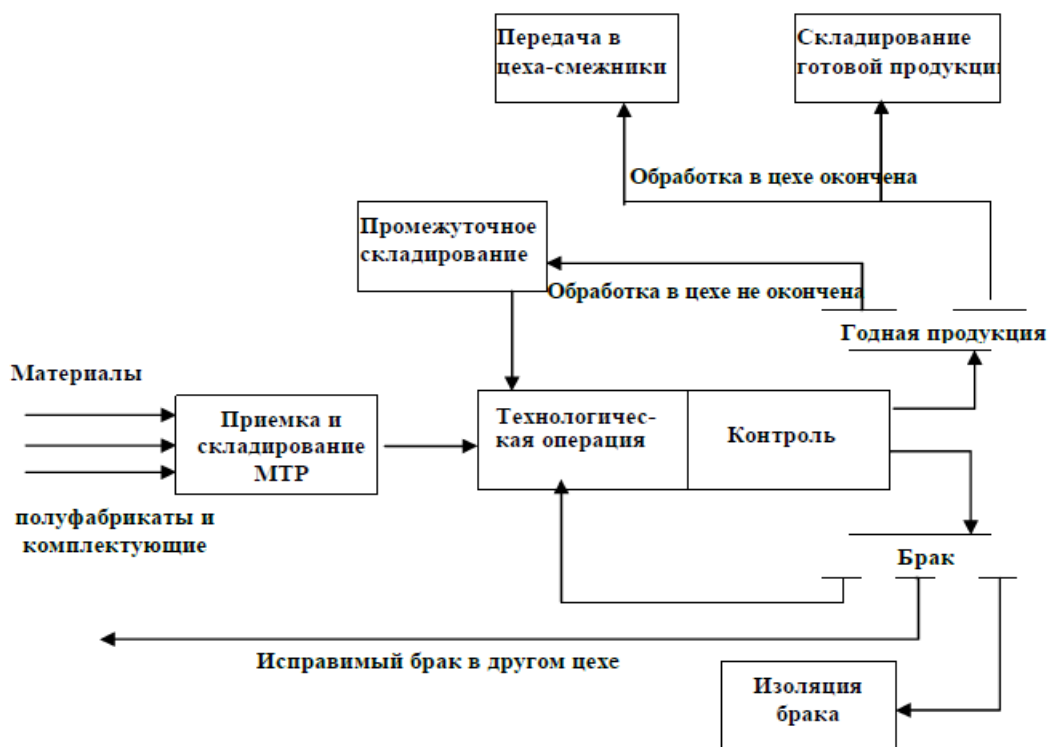 Передача в
цеха-смежники
Складирование
готовой продукции
Обработка в цехе окончена
Промежуточное
складирование
Обработка в цехе не окончена
Годная продукция
Материалы
Приемка и
складирование
МТР
Технологичес-
кая операция
Контроль
полуфабрикаты и
комплектующие
Брак
Исправимый брак в другом цехе
Изоляция
брака